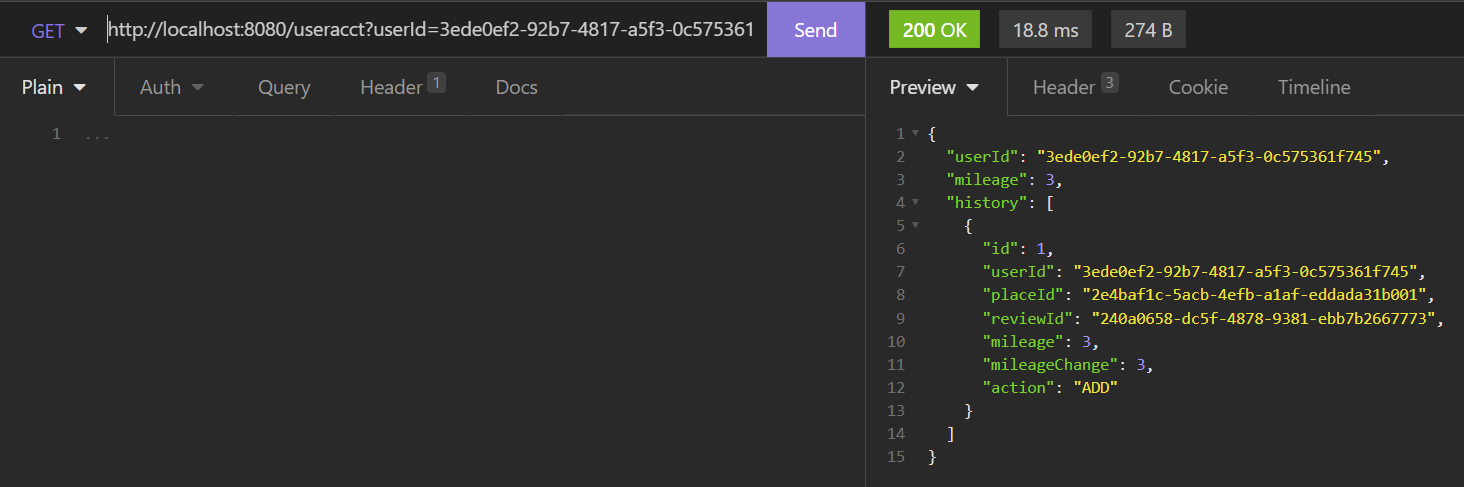 GET http://localhost:8080/useracct?userId=3ede0ef2-92b7-4817-a5f3-0c575361 Send 200 OK 18.8 ms 274 B
Plain Auth Query Header 1 Docs Preview Header 3 Cookie Timeline
1 ...
1 {
2 "userId": "3ede0ef2-92b7-4817-a5f3-0c575361f745",
3 "mileage": 3,
4 "history": [
5 {
6 "id": 1,
7 "userId": "3ede0ef2-92b7-4817-a5f3-0c575361f745",
8 "placeId": "2e4baf1c-5acb-4efb-a1af-eddada31b001",
9 "reviewId": "240a0658-dc5f-4878-9381-ebb7b2667773",
10 "mileage": 3,
11 "mileageChange": 3,
12 "action": "ADD"
13 }
14 ]
15 }